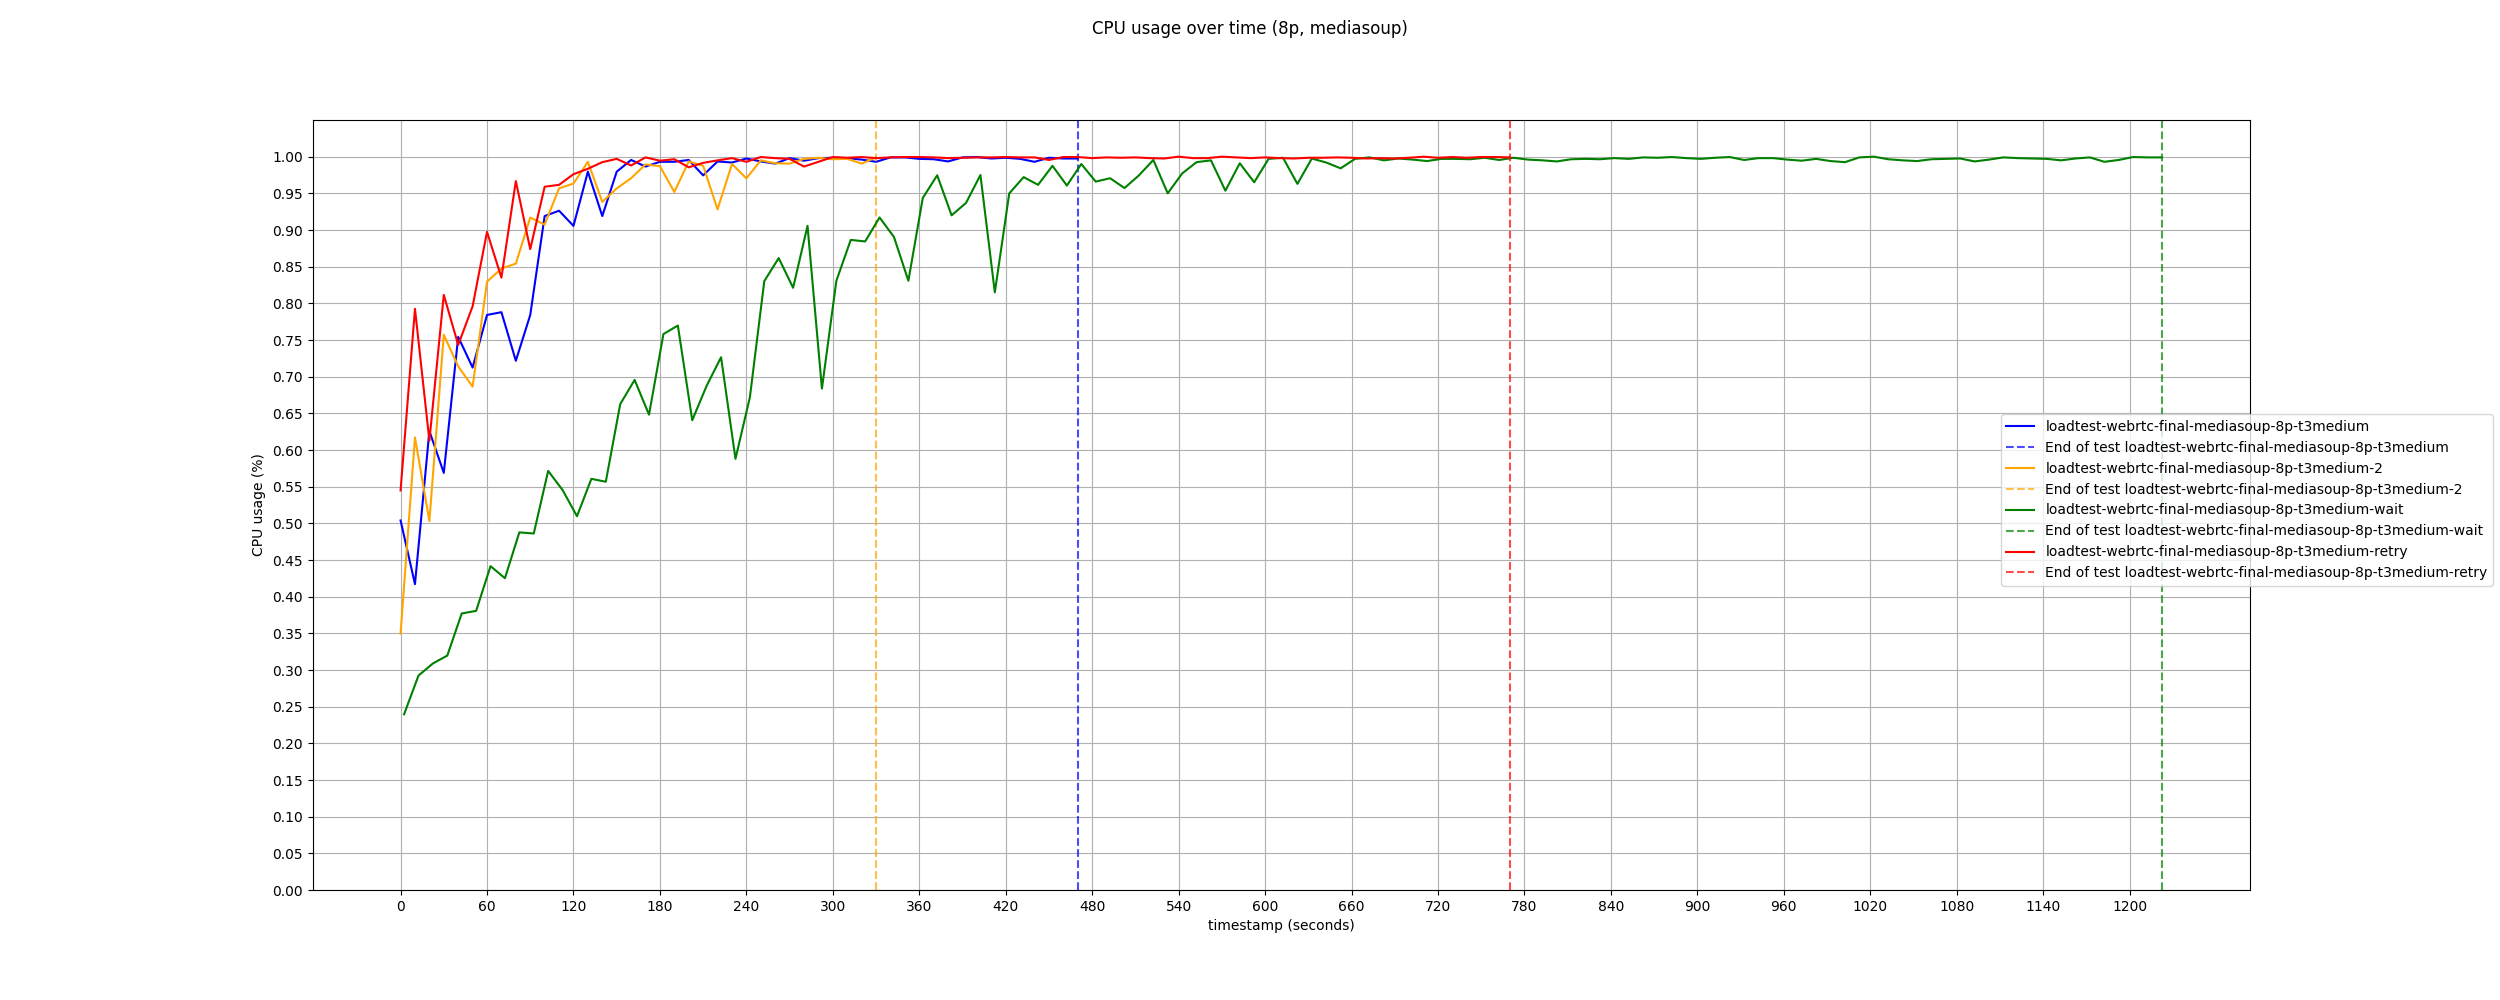 CPU usage over time (8p, mediasoup)
CPU usage (%)
1.00
0.95
0.90
0.85
0.80
0.75
0.70
0.65
0.60
0.55
0.50
0.45
0.40
0.35
0.30
0.25
0.20
0.15
0.10
0.05
0.00
0 60 120 180 240 300 360 420 480 540 600 660 720 780 840 900 960 1020 1080 1140 1200
timestamp (seconds)
loadtest-webrtc-final-mediasoup-8p-t3medium
End of test loadtest-webrtc-final-mediasoup-8p-t3medium
loadtest-webrtc-final-mediasoup-8p-t3medium-2
End of test loadtest-webrtc-final-mediasoup-8p-t3medium-2
loadtest-webrtc-final-mediasoup-8p-t3medium-wait
End of test loadtest-webrtc-final-mediasoup-8p-t3medium-wait
loadtest-webrtc-final-mediasoup-8p-t3medium-retry
End of test loadtest-webrtc-final-mediasoup-8p-t3medium-retry